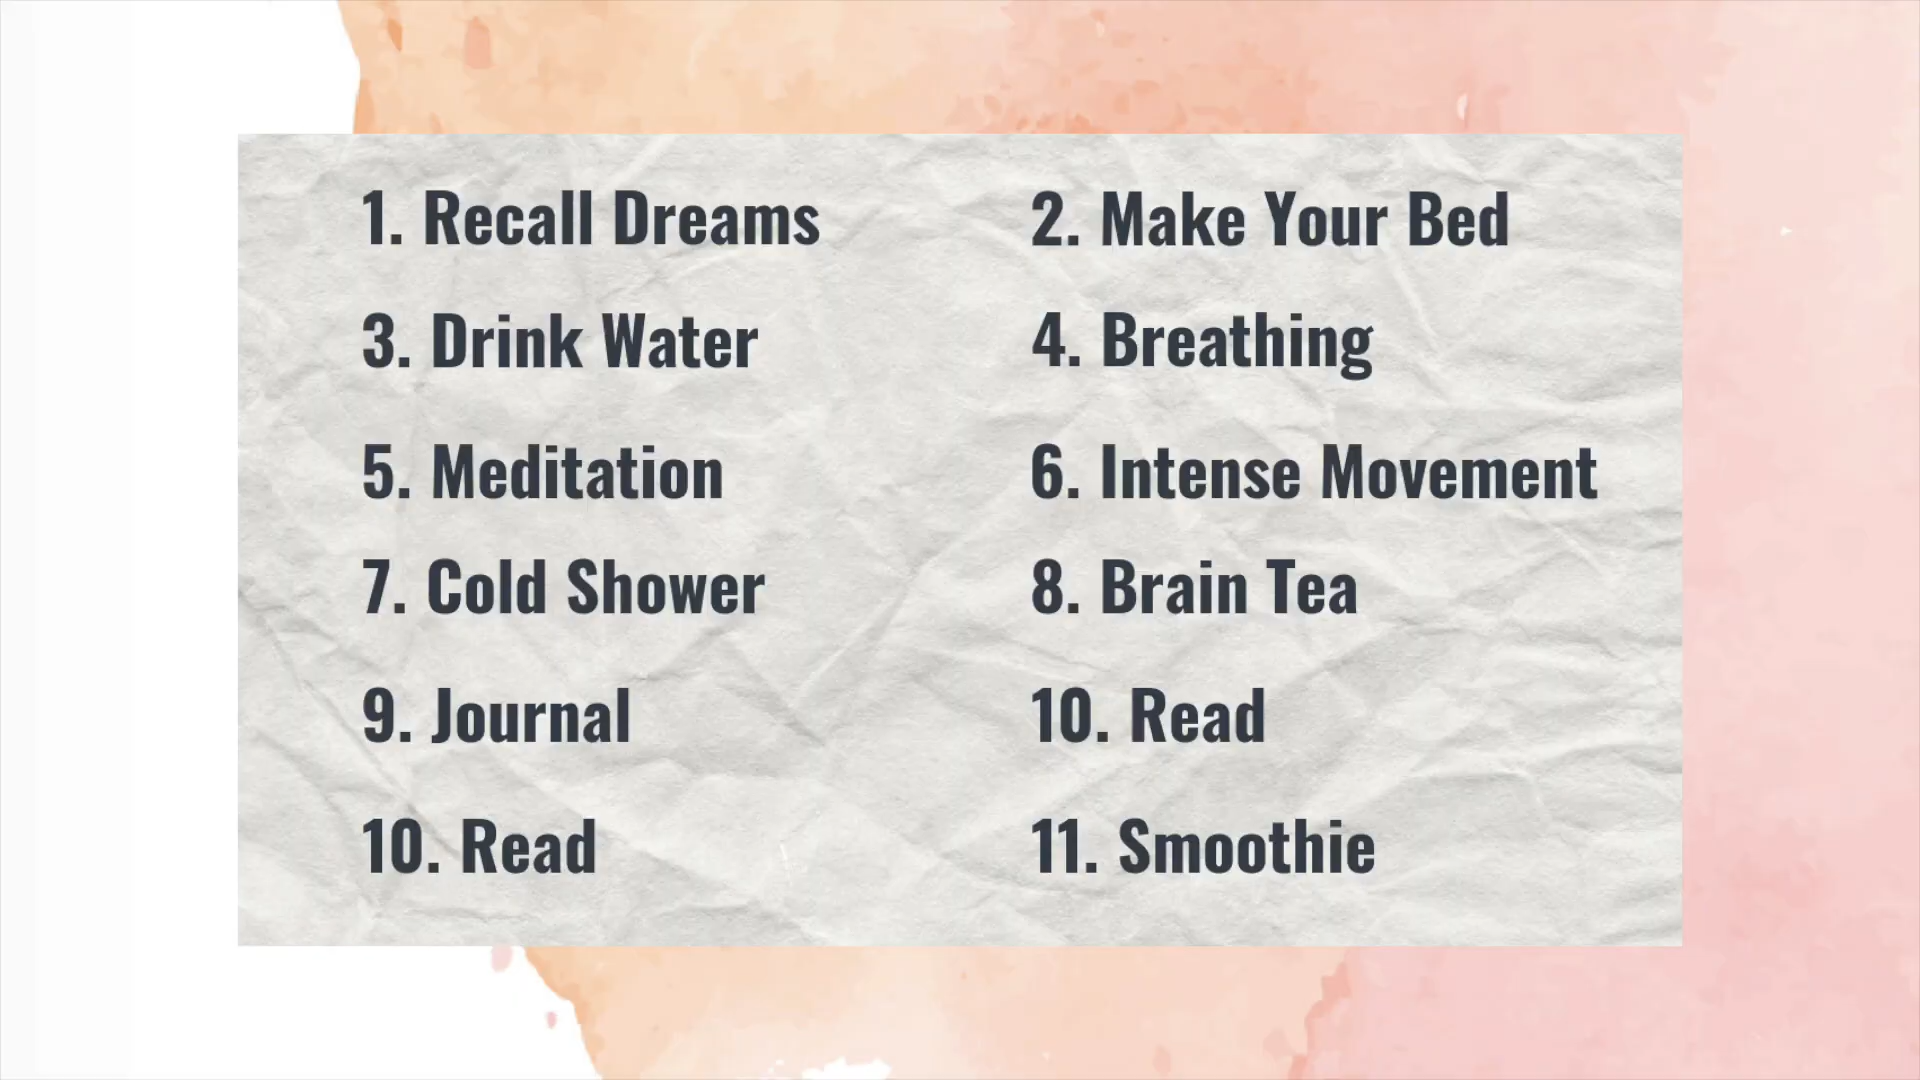 1. Recall Dreams
2. Make Your Bed
3. Drink Water
4. Breathing
5. Meditation
6. Intense Movement
7. Cold Shower
8. Brain Tea
9. Journal
10. Read
10. Read
11. Smoothie